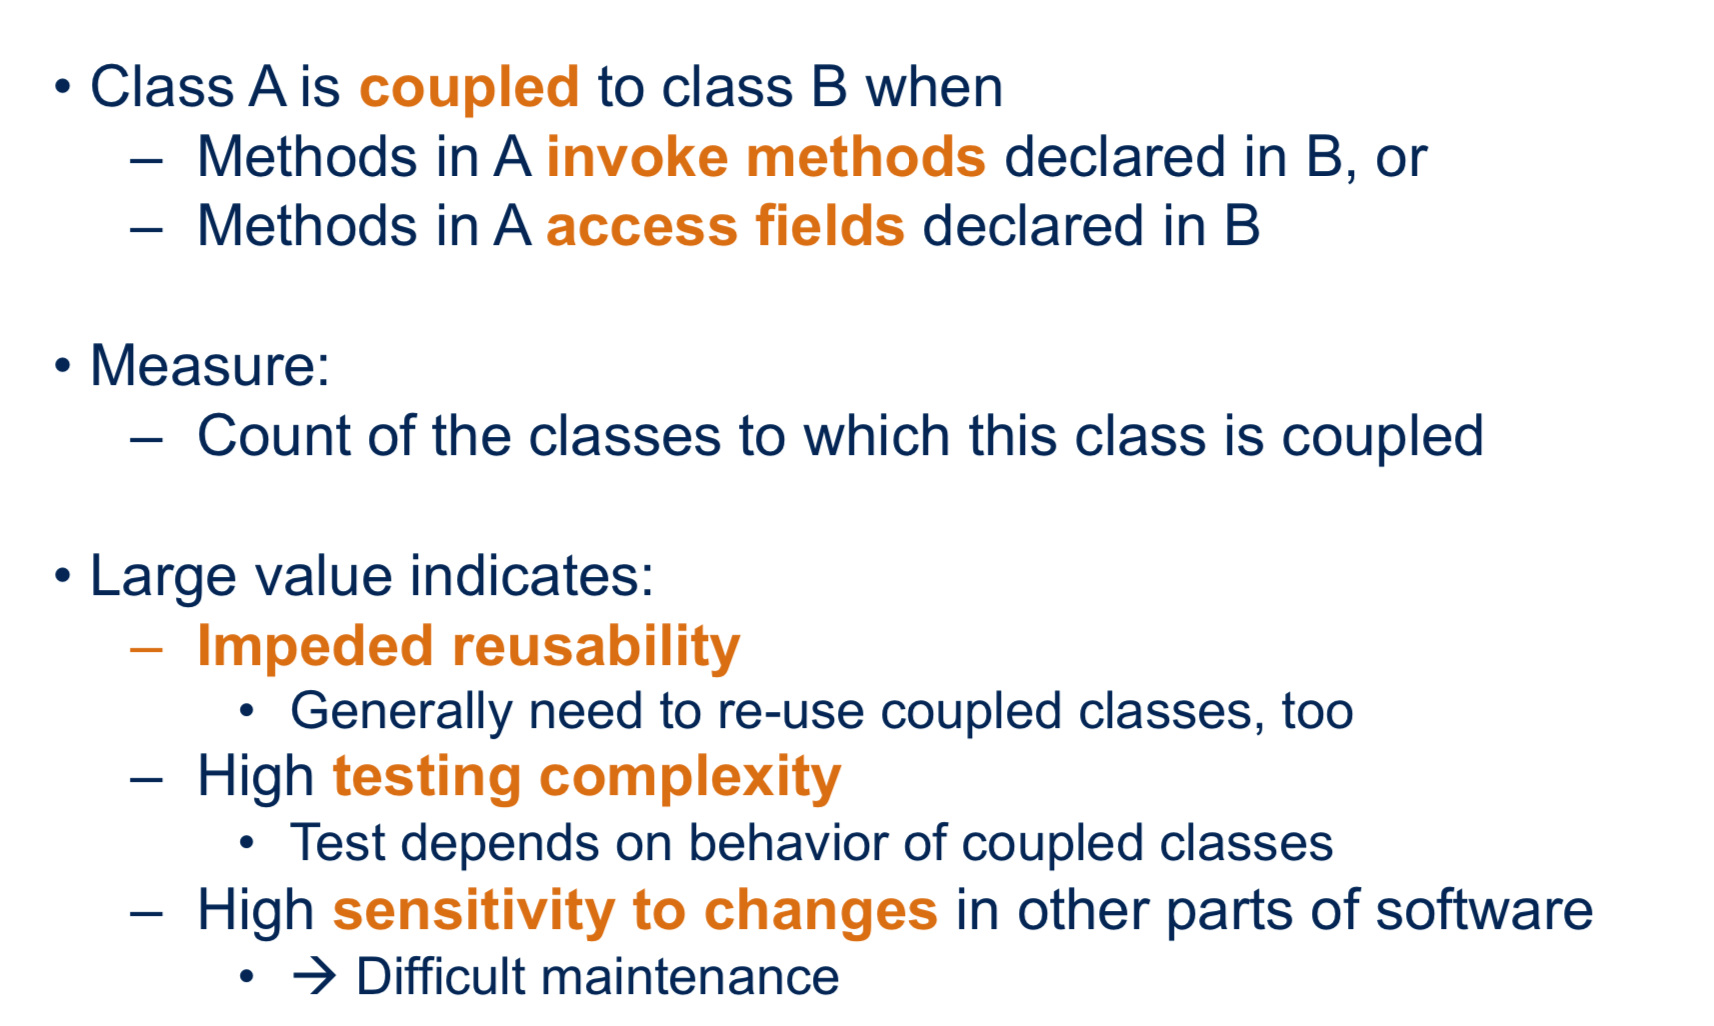 • Class A is coupled to class B when
– Methods in A invoke methods declared in B, or
– Methods in A access fields declared in B
• Measure:
– Count of the classes to which this class is coupled
• Large value indicates:
– Impeded reusability
• Generally need to re-use coupled classes, too
– High testing complexity
• Test depends on behavior of coupled classes
– High sensitivity to changes in other parts of software
• → Difficult maintenance